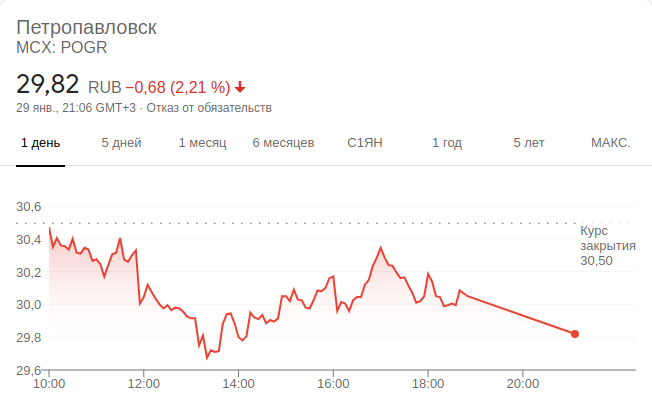 Петропавловск
MCX: POGR
29,82 RUB −0,68 (2,21 %)
29 янв., 21:06 GMT+3 · Отказ от обязательств
1 день 5 дней 1 месяц 6 месяцев С1ЯН 1 год 5 лет МАКС.
30,6
30,4
30,2
30,0
29,8
29,6
Курс
закрытия
30,50
10:00 12:00 14:00 16:00 18:00 20:00